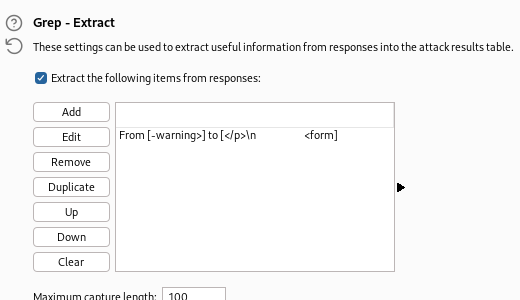 Grep - Extract
These settings can be used to extract useful information from responses into the attack results table.
Extract the following items from responses:
Add
Edit
From [-warning>] to [</p>\n                <form]
Remove
Duplicate
Up
Down
Clear
Maximum capture length: 100